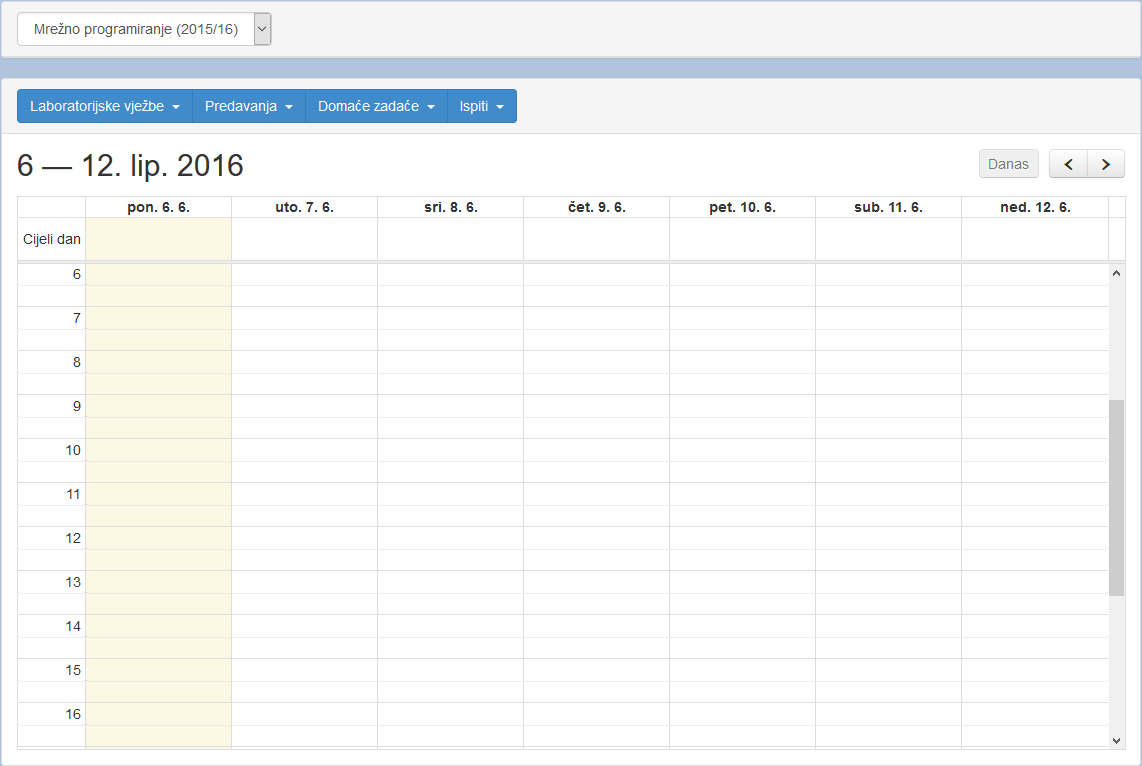 Mrežno programiranje (2015/16)
Laboratorijske vježbe Predavanja Domaće zadaće Ispiti
6 — 12. lip. 2016 Danas
pon. 6. 6. uto. 7. 6. sri. 8. 6. čet. 9. 6. pet. 10. 6. sub. 11. 6. ned. 12. 6.
Cijeli dan
6
7
8
9
10
11
12
13
14
15
16